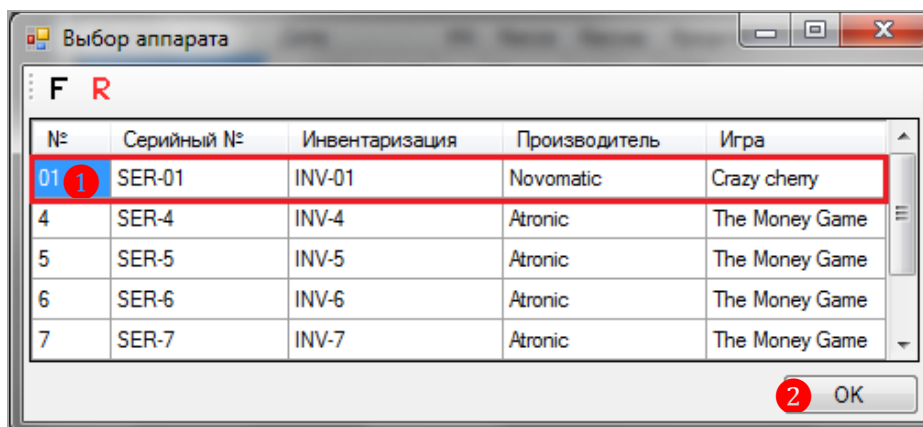 Выбор аппарата
F R
№ Серийный № Инвентаризация Производитель Игра
01 1 SER-01 INV-01 Novomatic Crazy cherry
4 SER-4 INV-4 Atronic The Money Game
5 SER-5 INV-5 Atronic The Money Game
6 SER-6 INV-6 Atronic The Money Game
7 SER-7 INV-7 Atronic The Money Game
2 OK